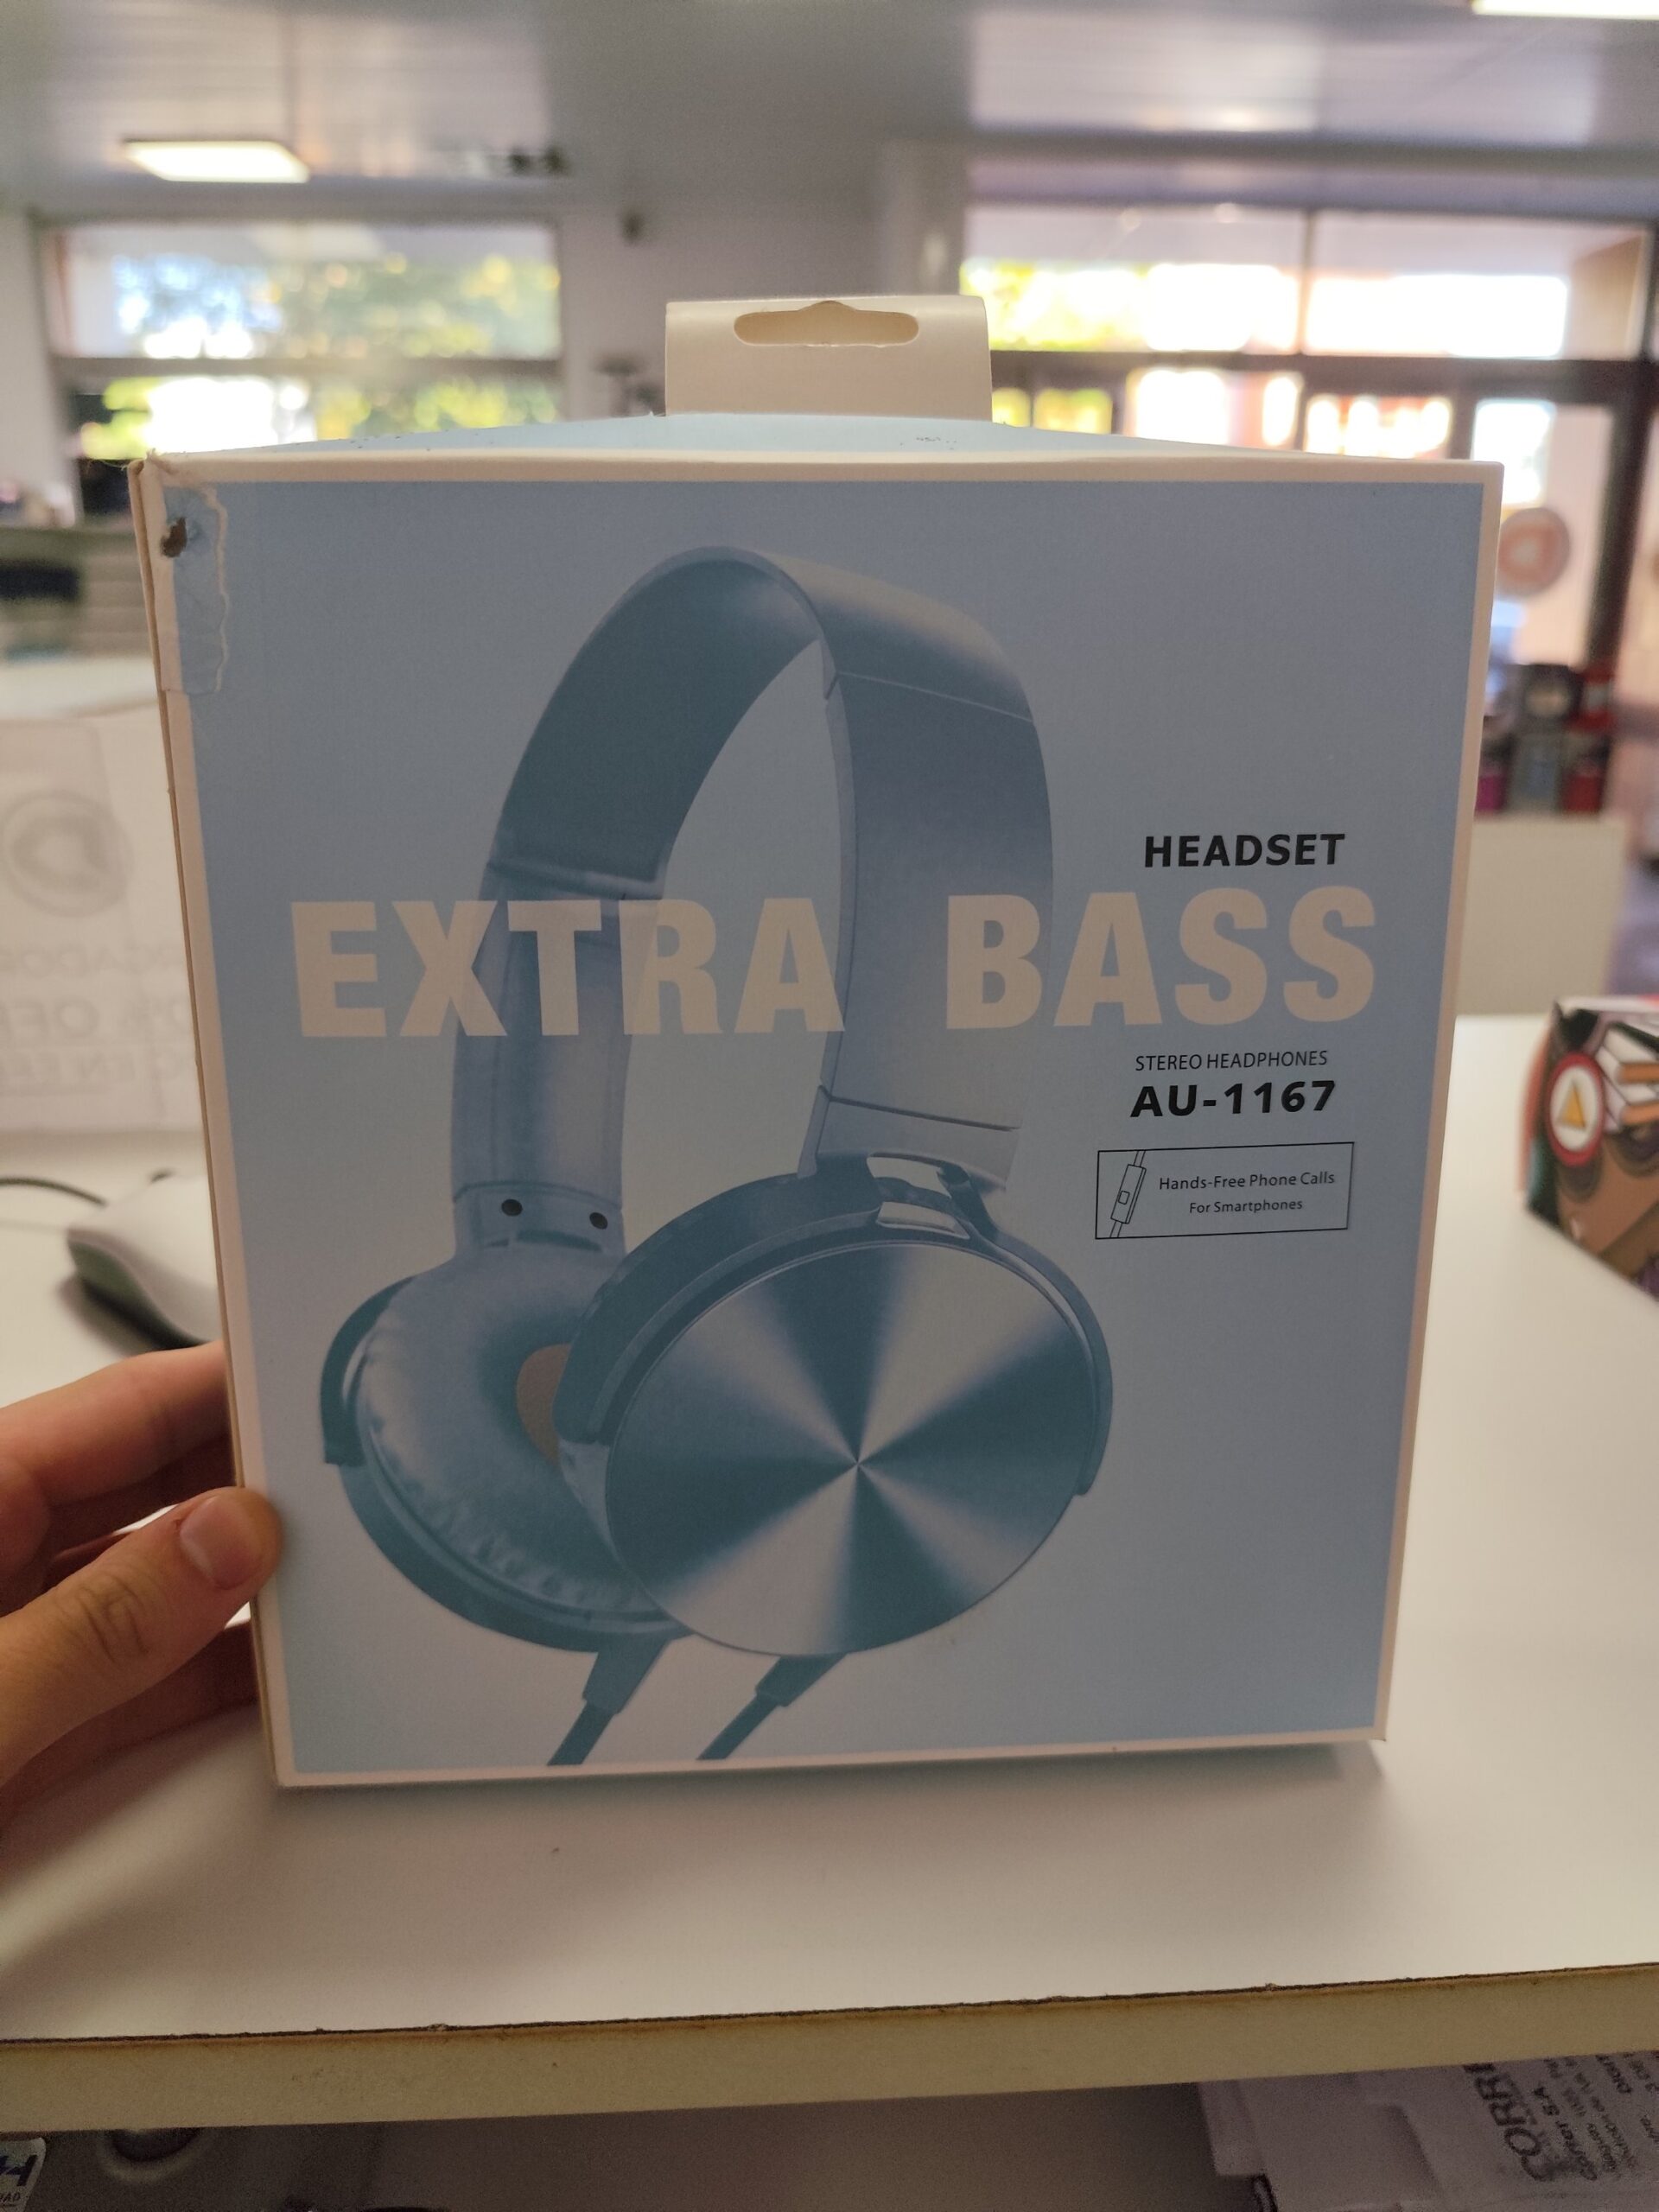 HEADSET
EXTRA BASS
STEREO HEADPHONES
AU-1167
Hands-Free Phone Calls
For Smartphones